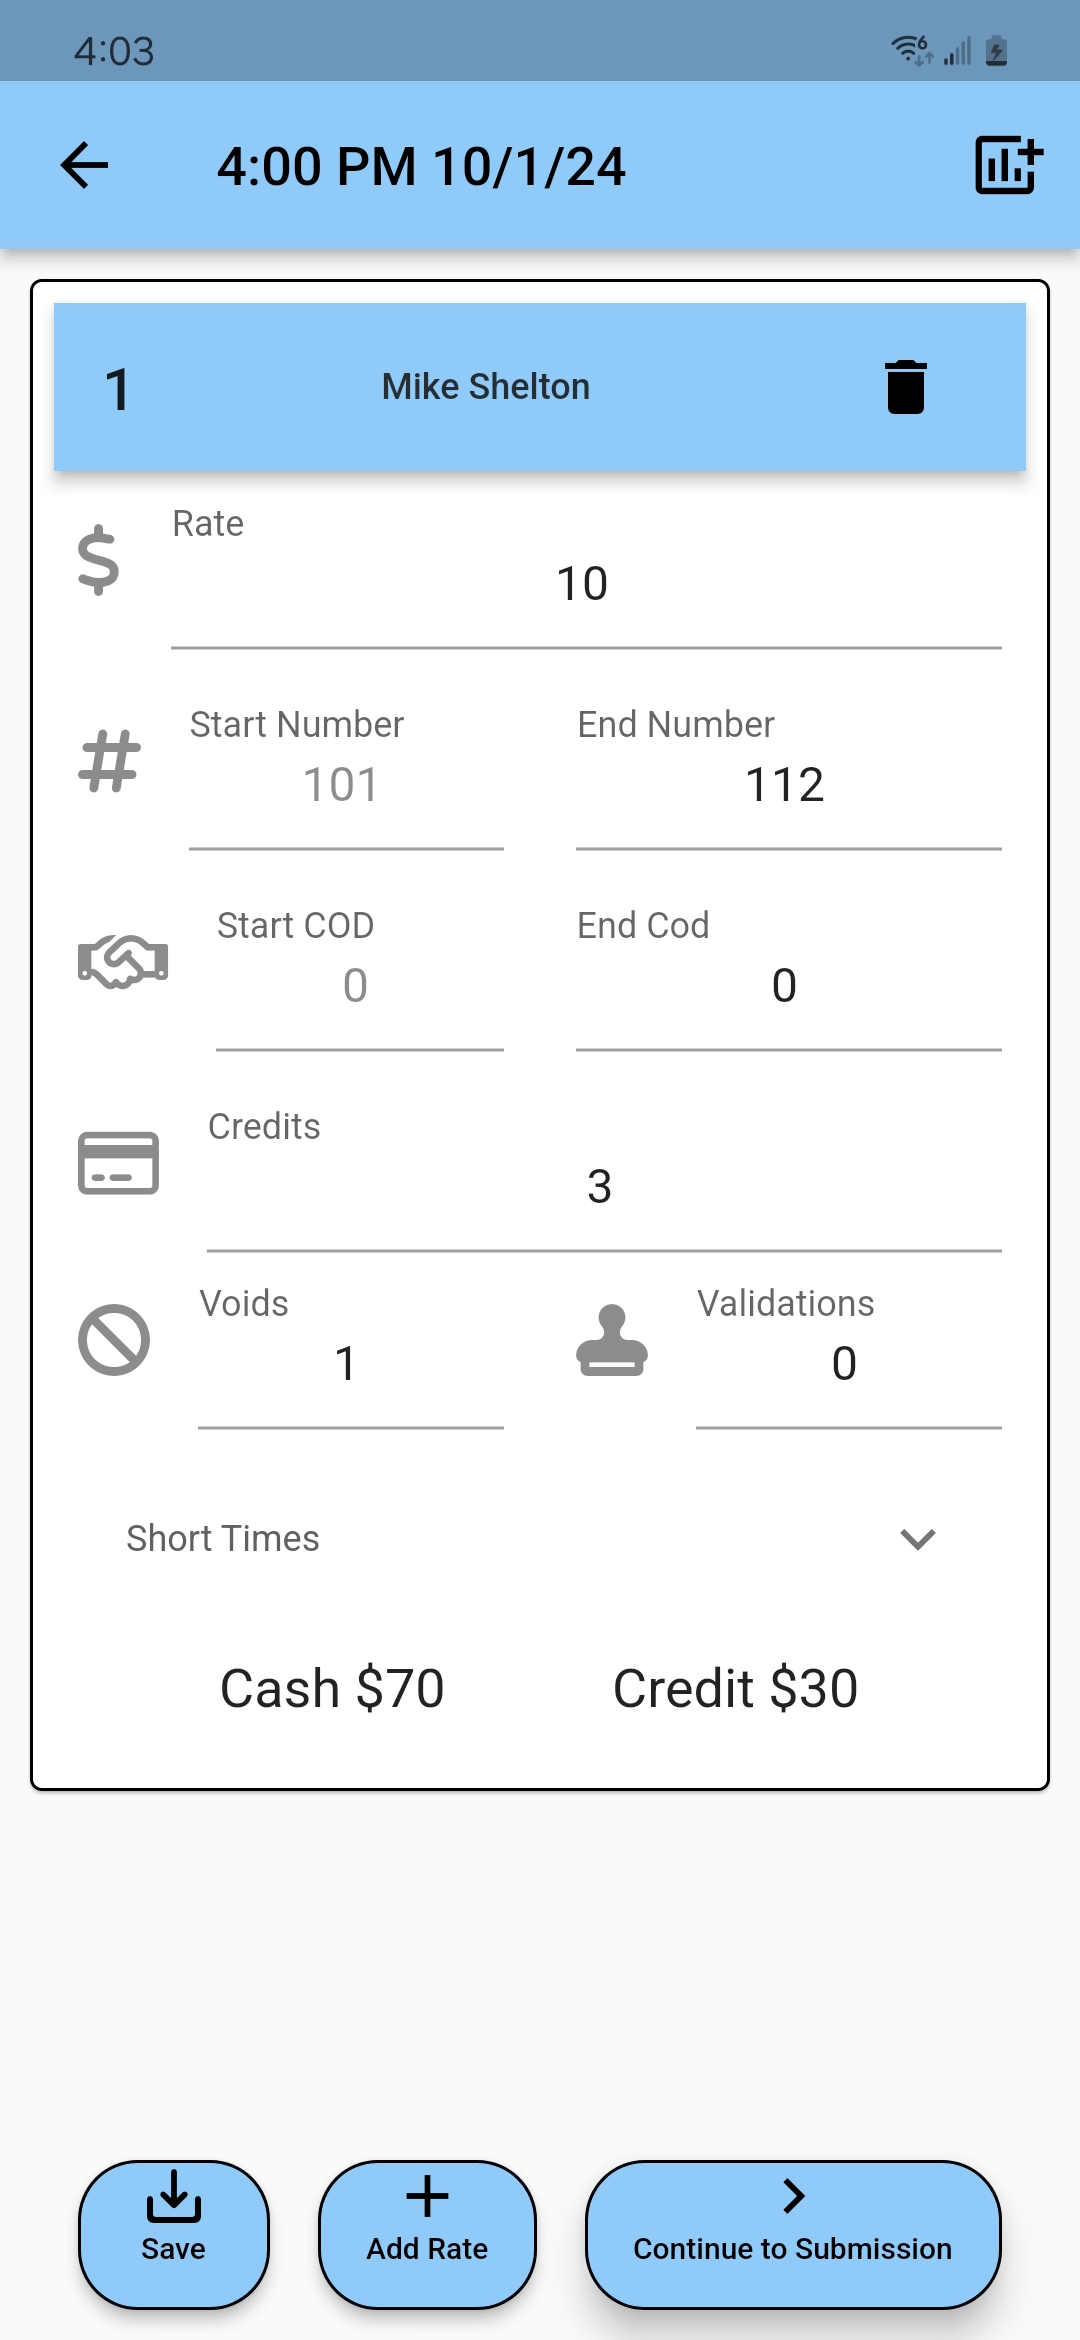 4:03
6
4:00 PM 10/1/24
1 Mike Shelton
Rate
10
Start Number End Number
101 112
Start COD End Cod
0 0
Credits
3
Voids Validations
1 0
Short Times
Cash $70 Credit $30
Save Add Rate Continue to Submission